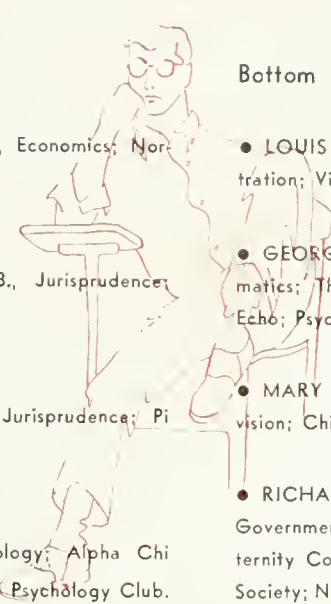 , Economics; Nor-
B., Jurisprudence;
Jurisprudence; Pi
ology; Alpha Chi
Psychology Club.
Bottom
• LOUIS
tration; Vi
• GEORG
matics; Th
Echo; Psyc
• MARY
vision; Chi
• RICHA
Government
ternity Co
Society; N